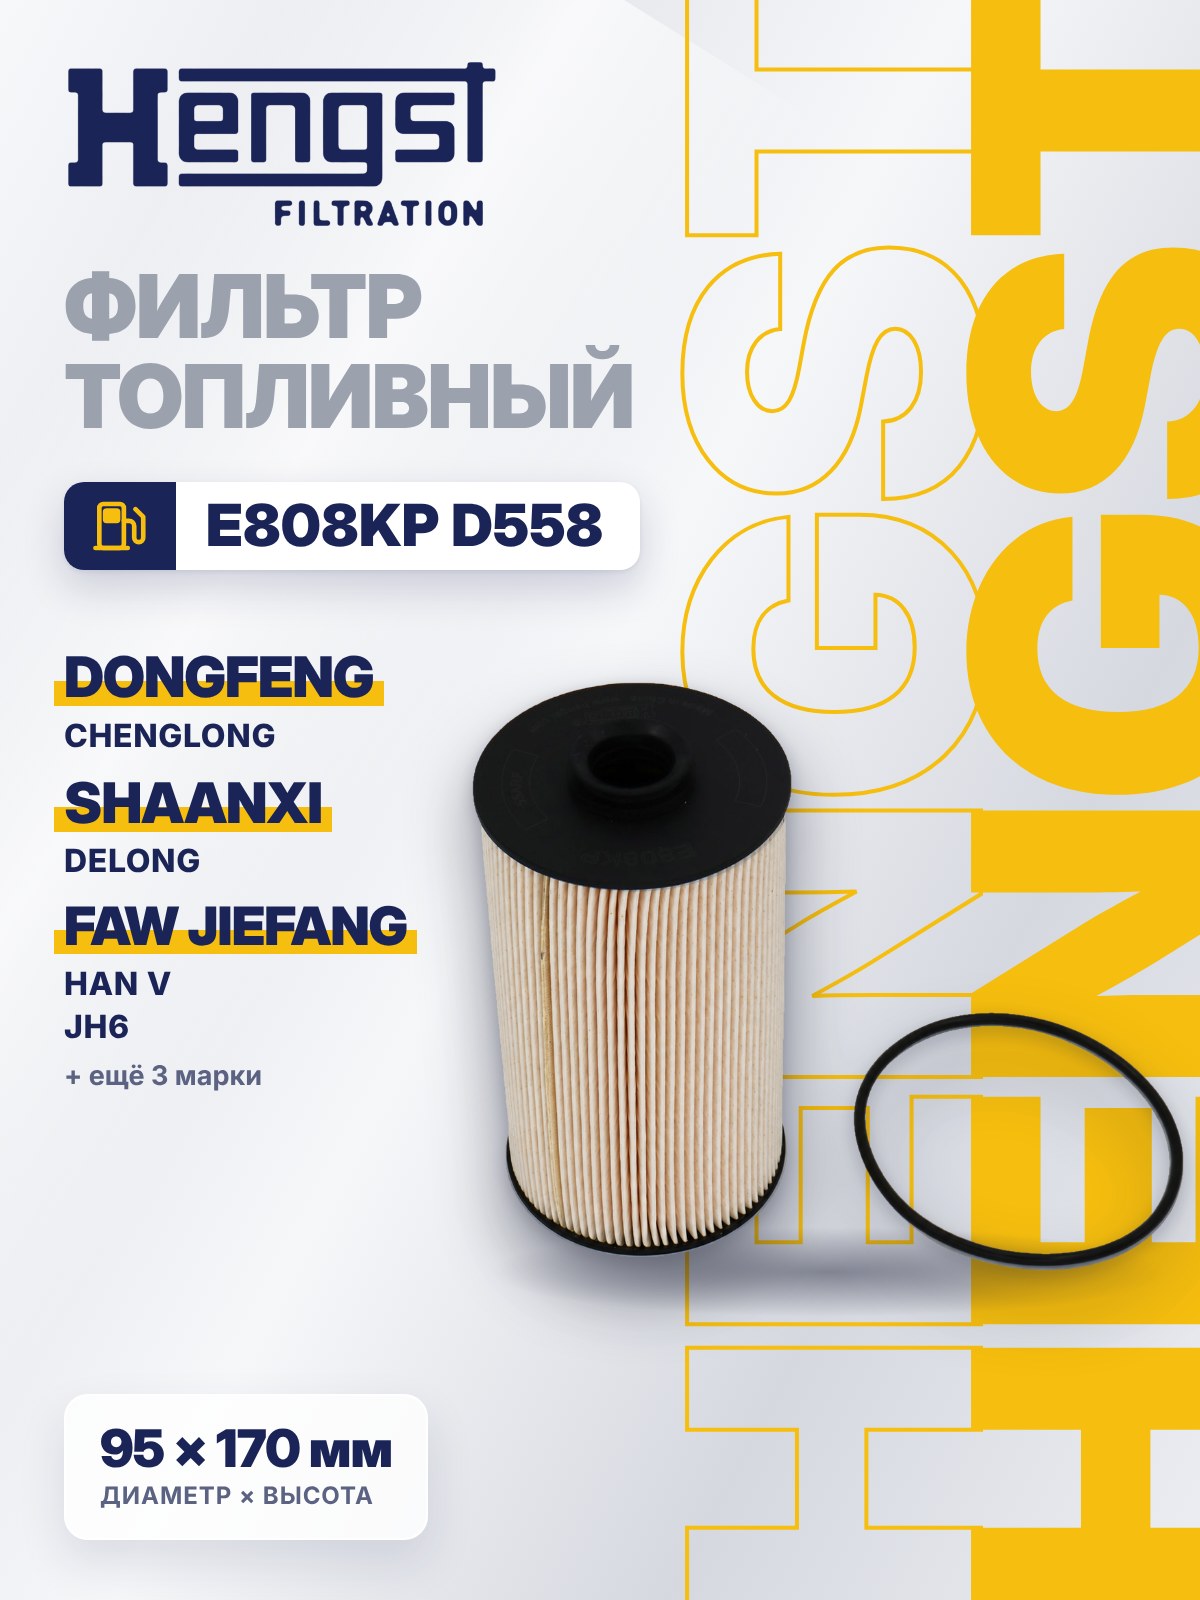 Hengst
FILTRATION
ФИЛЬТР
ТОПЛИВНЫЙ
E808KP D558
DONGFENG
CHENGLONG
SHAANXI
DELONG
FAW JIEFANG
HAN V
JH6
+ ещё 3 марки
95 × 170 мм
ДИАМЕТР × ВЫСОТА
HENGST
HENGST